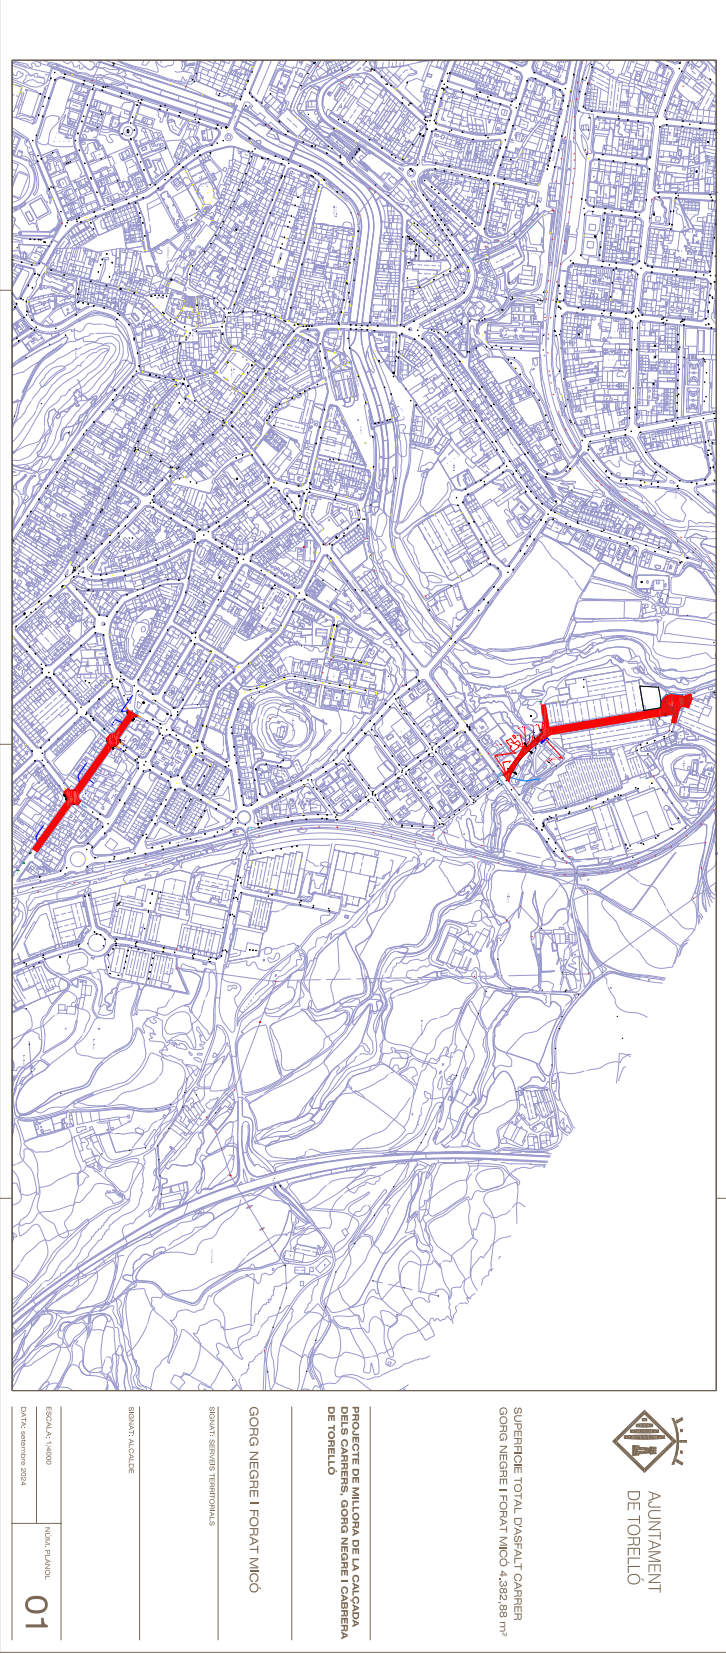 AJUNTAMENT
DE TORELLÓ
SUPERFICIE TOTAL D'ASFALT CARRER
GORG NEGRE I FORAT MICÓ 4.382,88 m²
PROJECTE DE MILLORA DE LA CALÇADA
DELS CARRERS, GORG NEGRE I CABRERA
DE TORELLÓ
GORG NEGRE I FORAT MICÓ
SIGNAT: SERVEIS TERRITORIALS
SIGNAT: ALCALDE
ESCALA: 1/4000
DATA: setembre 2024
NÚM. PLÀNOL
01